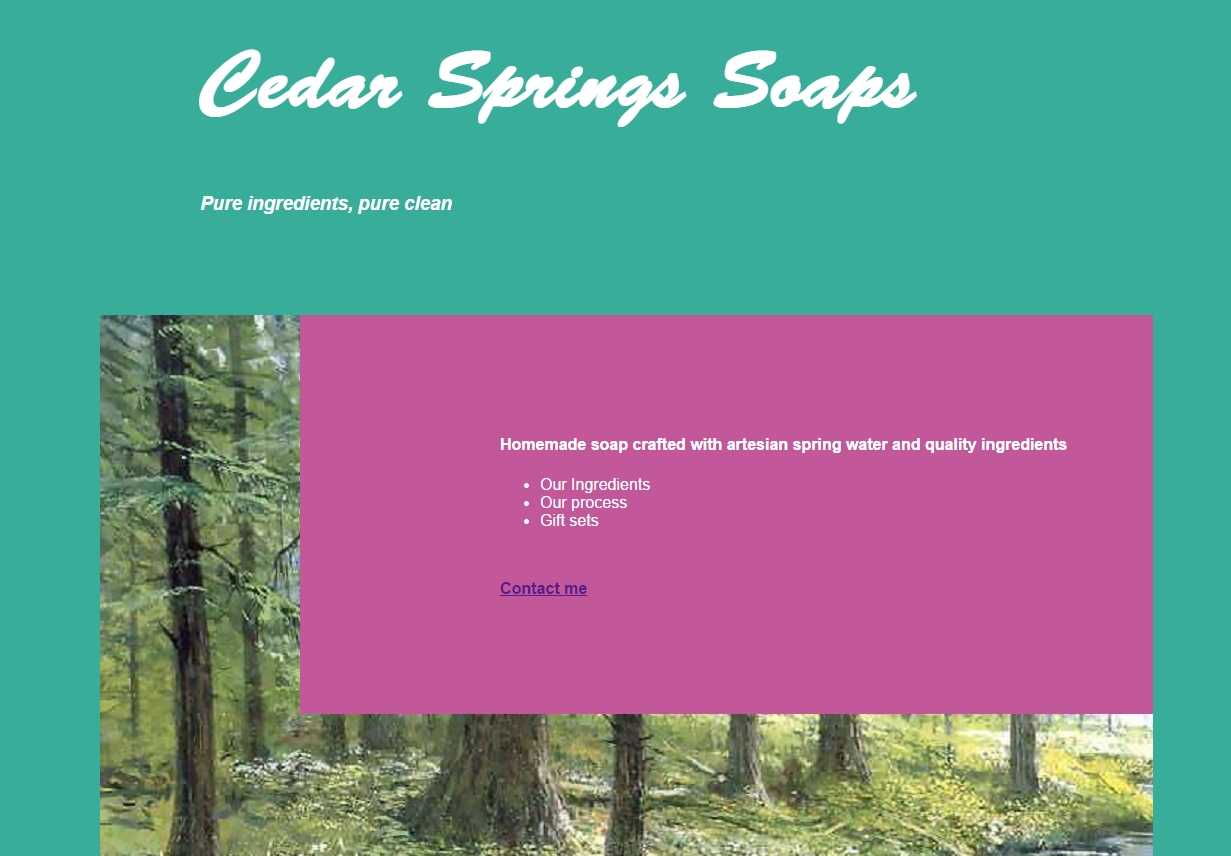 Cedar Springs Soaps
Pure ingredients, pure clean
Homemade soap crafted with artesian spring water and quality ingredients
• Our Ingredients
• Our process
• Gift sets
Contact me